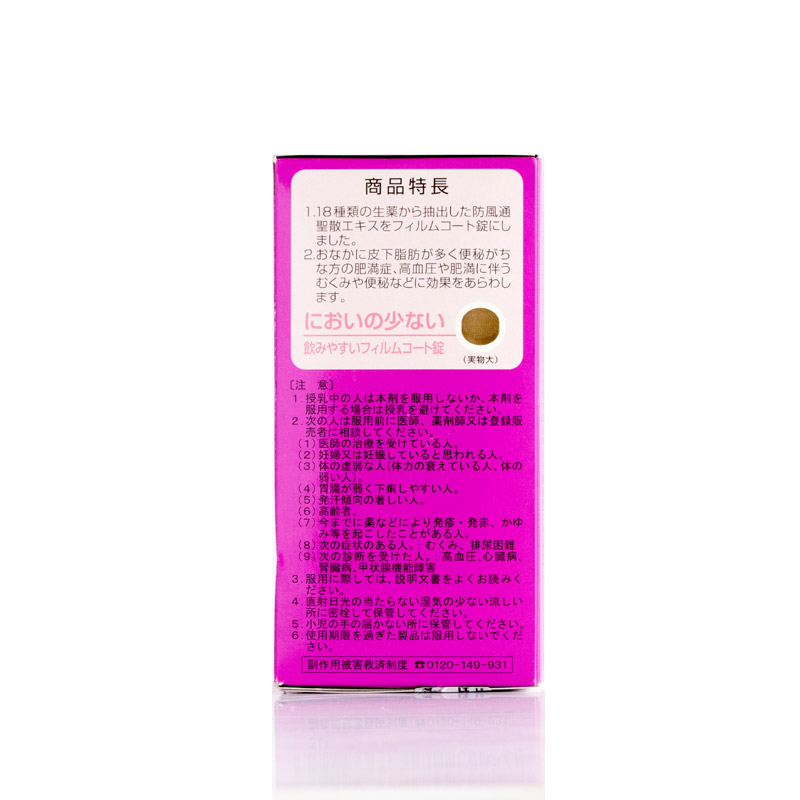 商品特長
1.18種類の生薬から抽出した防風通
聖散エキスをフィルムコート錠にし
ました。
2.おなかに皮下脂肪が多く便秘がち
な方の肥満症、高血圧や肥満に伴う
むくみや便秘などに効果をあらわし
ます。
においの少ない
飲みやすいフィルムコート錠
(実物大)
〔注 意〕
1.授乳中の人は本剤を服用しないか、本剤を
服用する場合は授乳を避けてください。
2.次の人は服用前に医師、薬剤師又は登録販
売者に相談してください。
(1)医師の治療を受けている人。
(2)妊婦又は妊娠していると思われる人。
(3)体の虚弱な人(体力の衰えている人、体の
弱い人)。
(4)胃腸が弱く下痢しやすい人。
(5)発汗傾向の著しい人。
(6)高齢者。
(7)今までに薬などにより発疹・発赤、かゆ
み等を起こしたことがある人。
(8)次の症状のある人。:むくみ、排尿困難
(9)次の診断を受けた人。:高血圧、心臓病、
腎臓病、甲状腺機能障害
3.服用に際しては、説明文書をよくお読みく
ださい。
4.直射日光の当たらない湿気の少ない涼しい
所に密栓して保管してください。
5.小児の手の届かない所に保管してください。
6.使用期限を過ぎた製品は服用しないでくだ
さい。
副作用被害救済制度 ☎0120-149-931